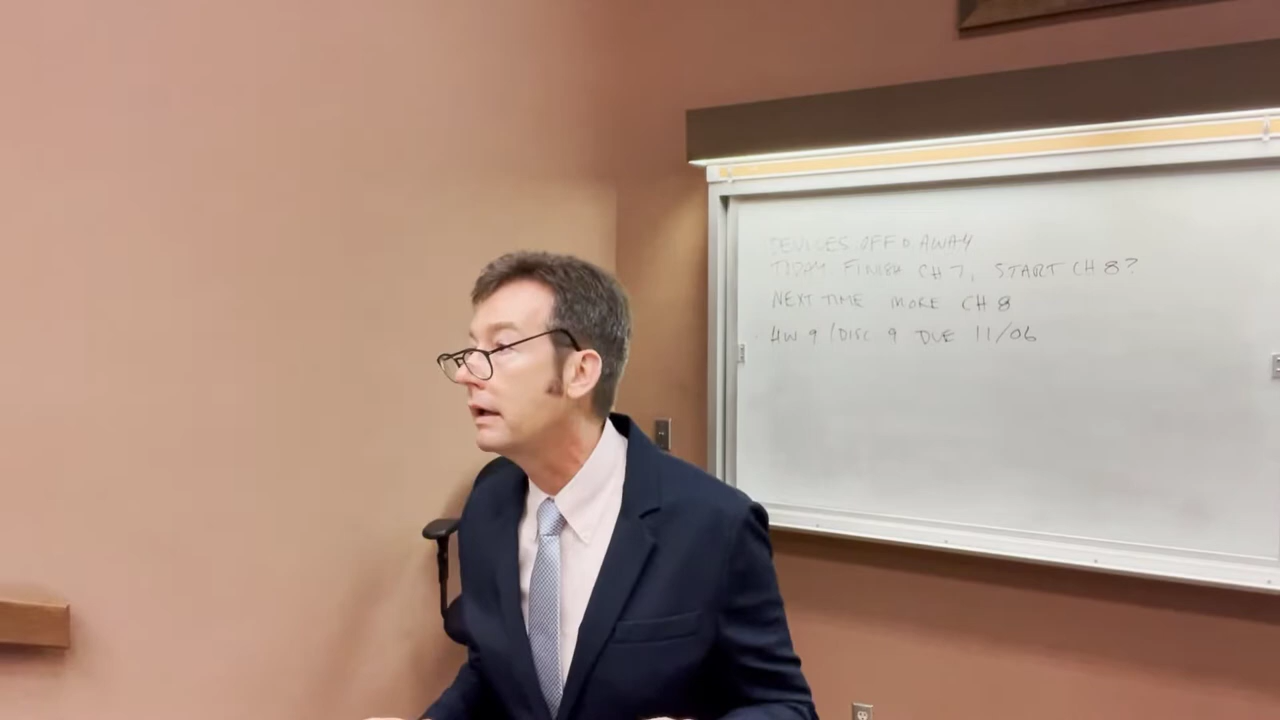 DEVICES OFF & AWAY
TODAY: FINISH CH 7, START CH 8?
NEXT TIME MORE CH 8
HW 9 / DISC 9 DUE 11/06